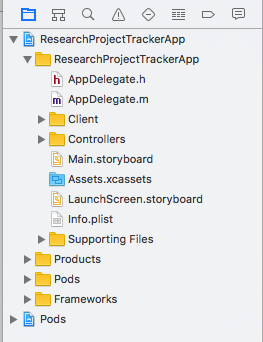 ResearchProjectTrackerApp
ResearchProjectTrackerApp
h AppDelegate.h
m AppDelegate.m
Client
Controllers
Main.storyboard
Assets.xcassets
LaunchScreen.storyboard
Info.plist
Supporting Files
Products
Pods
Frameworks
Pods